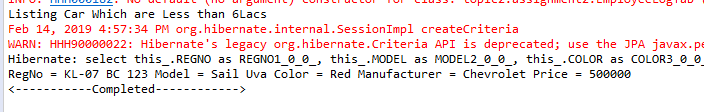 INFO: HHH000182: No default (no-argument) constructor for class: topic2.assignment2.EmployeeLogTab
Listing Car Which are Less than 6Lacs
Feb 14, 2019 4:57:34 PM org.hibernate.internal.SessionImpl createCriteria
WARN: HHH90000022: Hibernate's legacy org.hibernate.Criteria API is deprecated; use the JPA javax.pe
Hibernate: select this_.REGNO as REGNO1_0_0_, this_.MODEL as MODEL2_0_0_, this_.COLOR as COLOR3_0_0_
RegNo = KL-07 BC 123 Model = Sail Uva Color = Red Manufacturer = Chevrolet Price = 500000
<-----------Completed------------>